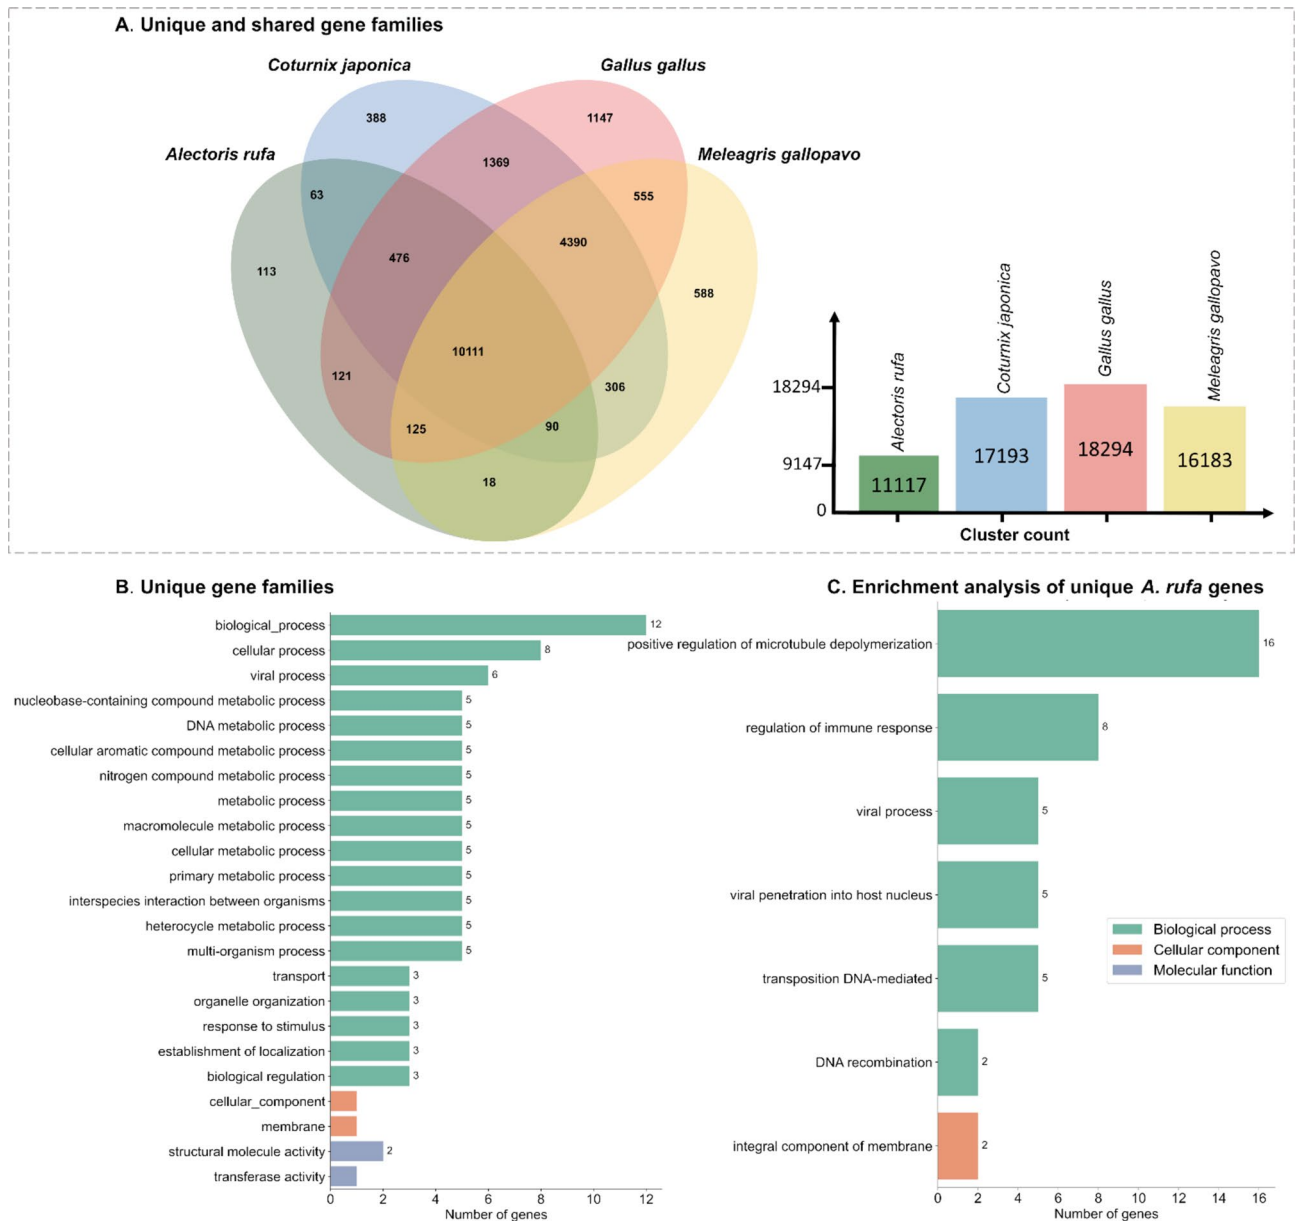 A. Unique and shared gene families
Coturnix japonica
Gallus gallus
Alectoris rufa
Meleagris gallopavo
388
1147
1369
63
555
476
4390
113
588
10111
121
306
125
90
18
Alectoris rufa
Coturnix japonica
Gallus gallus
Meleagris gallopavo
18294
9147
0
11117
17193
18294
16183
Cluster count
B. Unique gene families
biological_process 12
cellular process 8
viral process 6
nucleobase-containing compound metabolic process 5
DNA metabolic process 5
cellular aromatic compound metabolic process 5
nitrogen compound metabolic process 5
metabolic process 5
macromolecule metabolic process 5
cellular metabolic process 5
primary metabolic process 5
interspecies interaction between organisms 5
heterocycle metabolic process 5
multi-organism process 5
transport 3
organelle organization 3
response to stimulus 3
establishment of localization 3
biological regulation 3
cellular_component
membrane
structural molecule activity 2
transferase activity
0 2 4 6 8 10 12
Number of genes
C. Enrichment analysis of unique A. rufa genes
positive regulation of microtubule depolymerization 16
regulation of immune response 8
viral process 5
viral penetration into host nucleus 5
transposition DNA-mediated 5
DNA recombination 2
integral component of membrane 2
0 2 4 6 8 10 12 14 16
Number of genes
Biological process
Cellular component
Molecular function